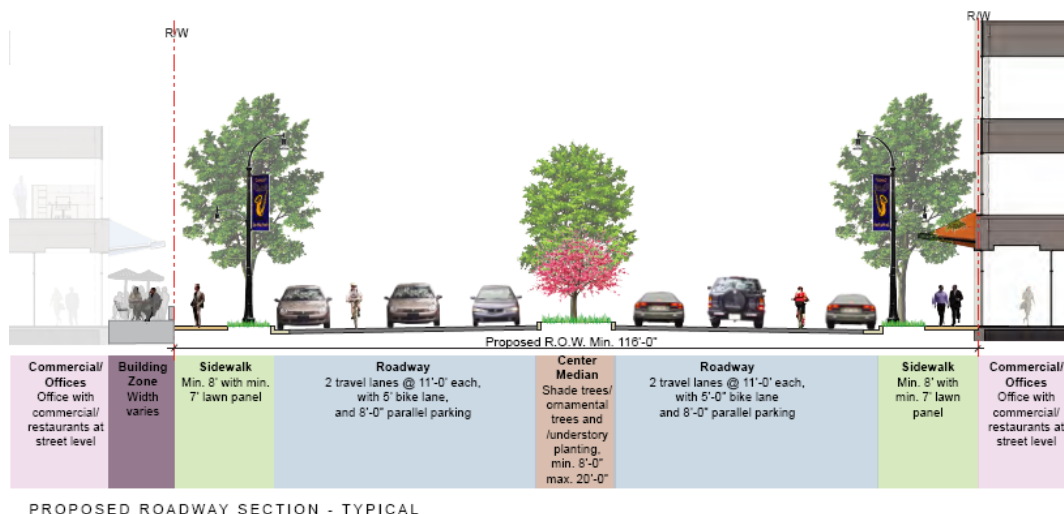 R/W
R/W
Proposed R.O.W. Min. 116'-0"
Commercial/
Offices
Office with
commercial/
restaurants at
street level
Building
Zone
Width
varies
Sidewalk
Min. 8' with min.
7' lawn panel
Roadway
2 travel lanes @ 11'-0' each,
with 5' bike lane,
and 8'-0" parallel parking
Center
Median
Shade trees/
ornamental
trees and
/understory
planting,
min. 8'-0"
max. 20'-0"
Roadway
2 travel lanes @ 11'-0" each,
with 5'-0" bike lane
and 8'-0" parallel parking
Sidewalk
Min. 8' with
min. 7' lawn
panel
Commercial/
Offices
Office with
commercial/
restaurants at
street level
PROPOSED ROADWAY SECTION - TYPICAL